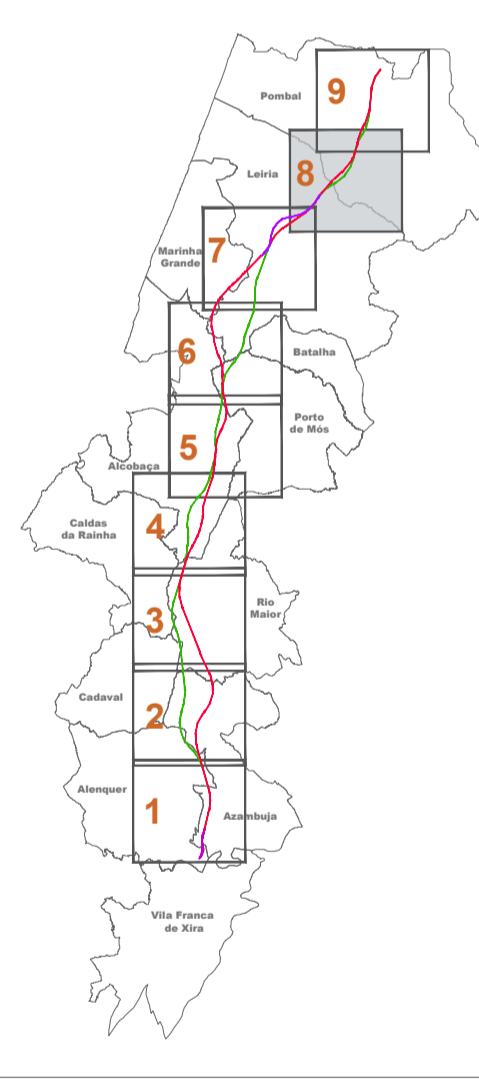 9
Pombal
8
Leiria
7
Marinha
Grande
6
Batalha
Porto
de Mós
5
Alcobaça
4
Caldas
da Rainha
Rio
Maior
3
Cadaval
2
Alenquer
1
Azambuja
Vila Franca
de Xira